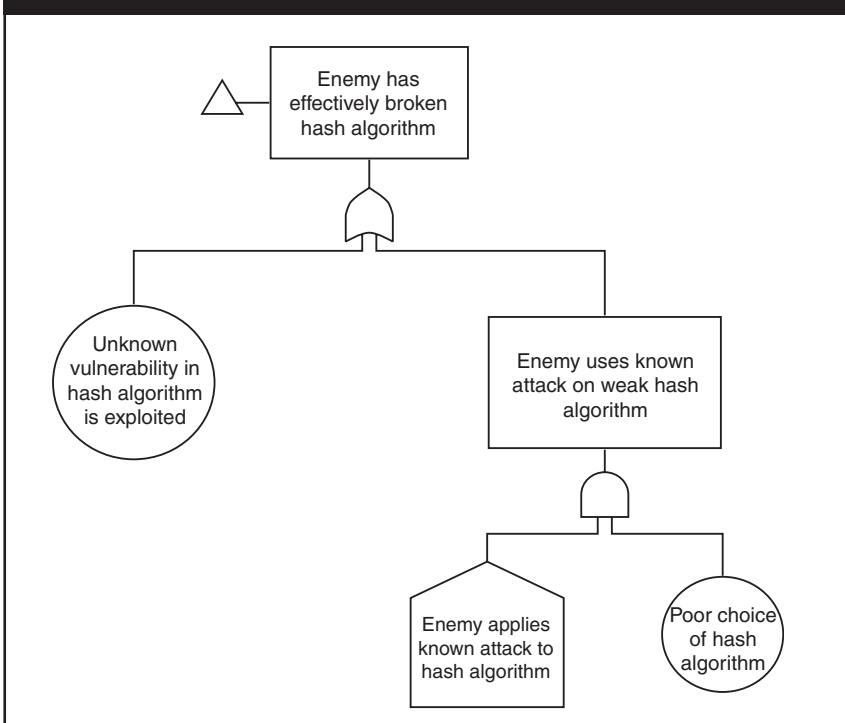 Enemy has
effectively broken
hash algorithm
Unknown
vulnerability in
hash algorithm
is exploited
Enemy uses known
attack on weak hash
algorithm
Enemy applies
known attack to
hash algorithm
Poor choice
of hash
algorithm